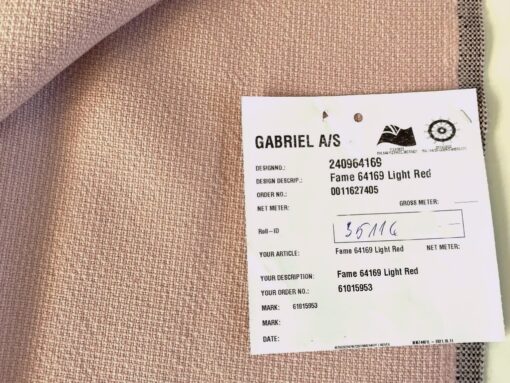 GABRIEL A/S
DESIGNNO.: 240964169
DESIGN DESCRIP.: Fame 64169 Light Red
ORDER NO.: 0011627405
NET METER: GROSS METER:
Roll-ID
YOUR ARTICLE: Fame 64169 Light Red NET METER:
YOUR DESCRIPTION: Fame 64169 Light Red
YOUR ORDER NO.: 61015953
MARK: 61015953
MARK:
DATE: